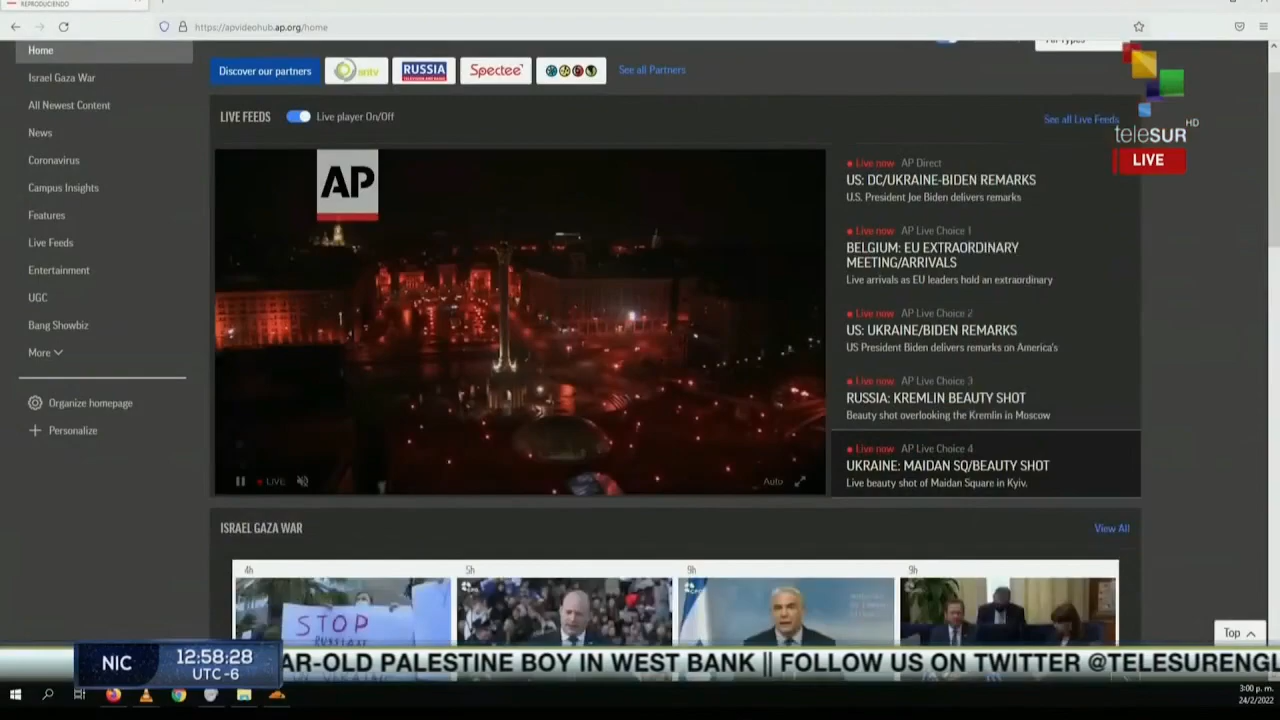 REPRODUCIENDO
https://apvideohub.ap.org/home
Home
Israel Gaza War
All Newest Content
News
Coronavirus
Campus Insights
Features
Live Feeds
Entertainment
UGC
Bang Showbiz
More
Organize homepage
Personalize
Discover our partners
RUSSIA
Spectee
See all Partners
All Types
LIVE FEEDS
Live player On/Off
See all Live Feeds
AP
LIVE
Auto
Live now AP Direct
US: DC/UKRAINE-BIDEN REMARKS
U.S. President Joe Biden delivers remarks
Live now AP Live Choice 1
BELGIUM: EU EXTRAORDINARY
MEETING/ARRIVALS
Live arrivals as EU leaders hold an extraordinary
Live now AP Live Choice 2
US: UKRAINE/BIDEN REMARKS
US President Biden delivers remarks on America's
Live now AP Live Choice 3
RUSSIA: KREMLIN BEAUTY SHOT
Beauty shot overlooking the Kremlin in Moscow
Live now AP Live Choice 4
UKRAINE: MAIDAN SQ/BEAUTY SHOT
Live beauty shot of Maidan Square in Kyiv.
teleSUR HD
LIVE
ISRAEL GAZA WAR
View All
4h
5h
9h
9h
STOP
Top
NIC
12:58:28
UTC -6
AR-OLD PALESTINE BOY IN WEST BANK || FOLLOW US ON TWITTER @TELESURENGL
3:00 p. m.
24/2/2022